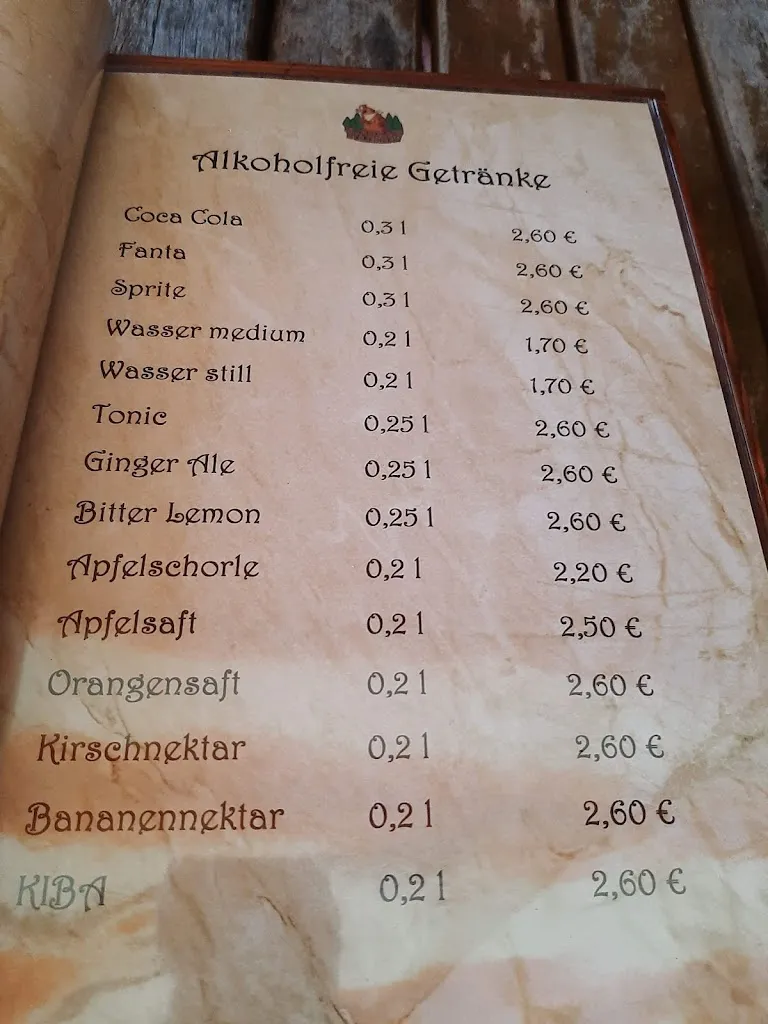 Alkoholfreie Getränke
Coca Cola 0,3 l 2,60 €
Fanta 0,3 l 2,60 €
Sprite 0,3 l 2,60 €
Wasser medium 0,2 l 1,70 €
Wasser still 0,2 l 1,70 €
Tonic 0,25 l 2,60 €
Ginger Ale 0,25 l 2,60 €
Bitter Lemon 0,25 l 2,60 €
Apfelschorle 0,2 l 2,20 €
Apfelsaft 0,2 l 2,50 €
Orangensaft 0,2 l 2,60 €
Kirschnektar 0,2 l 2,60 €
Bananennektar 0,2 l 2,60 €
KIBA 0,2 l 2,60 €